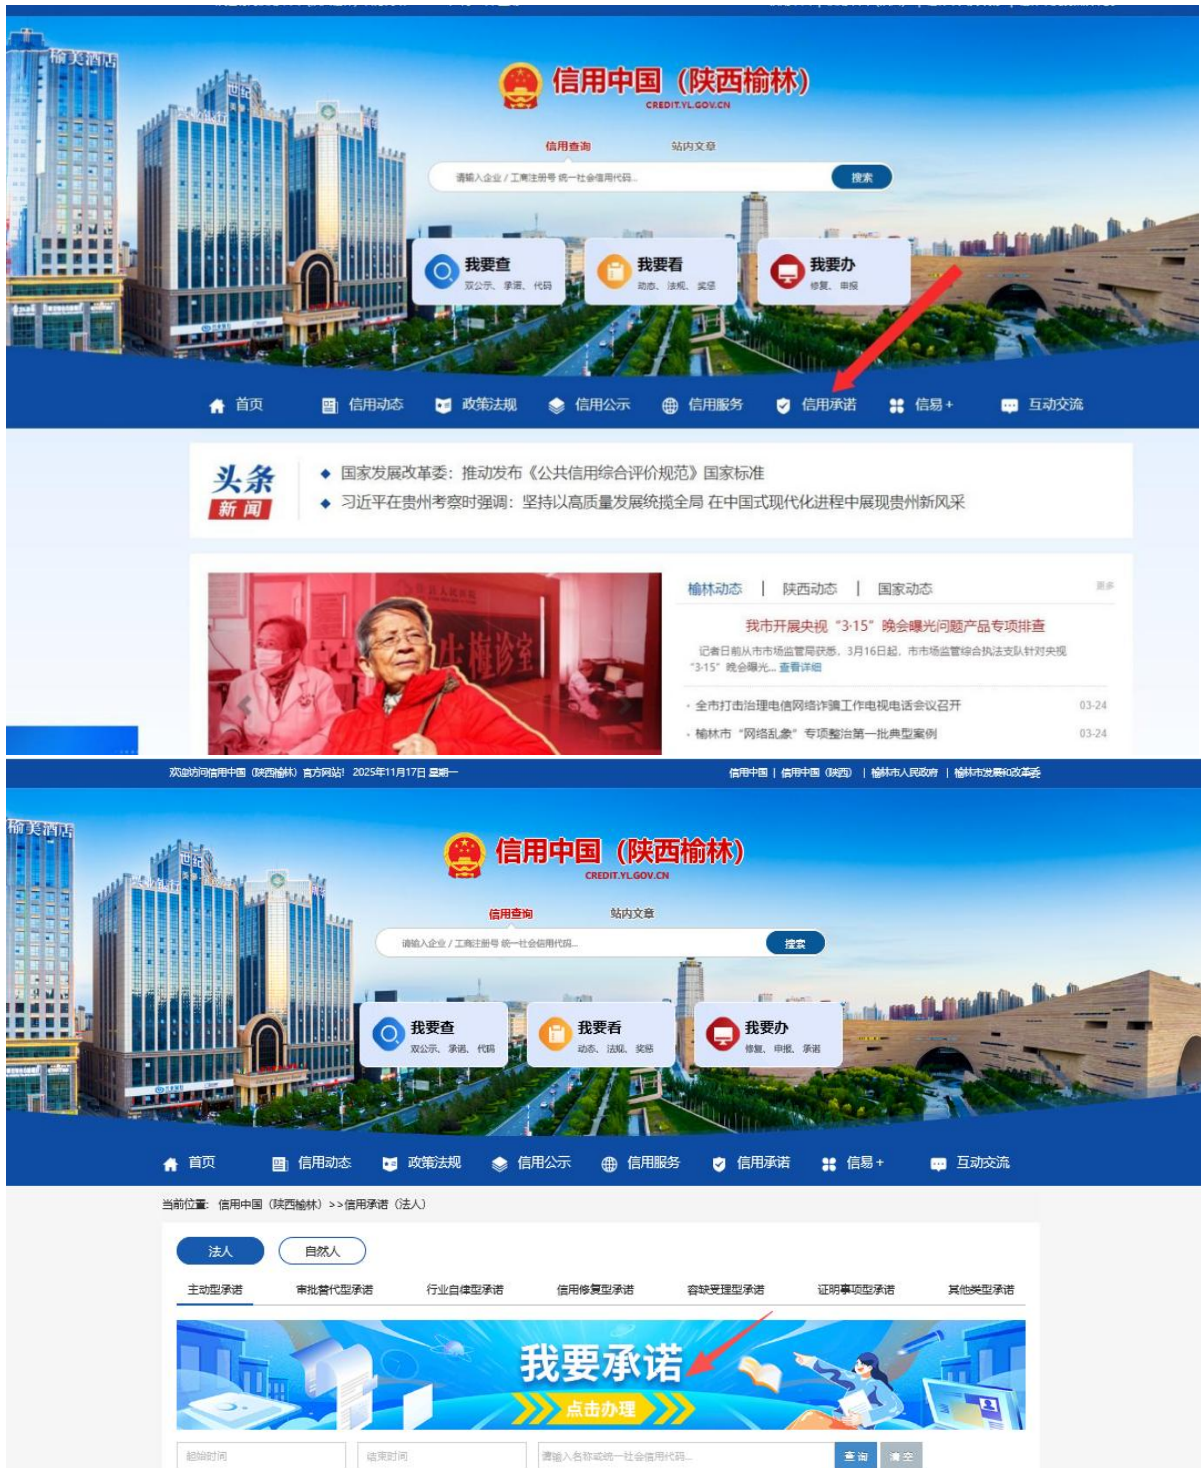 榆美酒店
世纪
信用中国（陕西榆林）
CREDIT.YL.GOV.CN
信用查询 站内文章
请输入企业 / 工商注册号 统一社会信用代码... 搜索
我要查 我要看 我要办
双公示、承诺、代码 动态、法规、奖惩 修复、申报
首页 信用动态 政策法规 信用公示 信用服务 信用承诺 信易+ 互动交流
头条
新闻
国家发展改革委：推动发布《公共信用综合评价规范》国家标准
习近平在贵州考察时强调：坚持以高质量发展统揽全局 在中国式现代化进程中展现贵州新风采
榆林动态 | 陕西动态 | 国家动态 更多
我市开展央视“3·15”晚会曝光问题产品专项排查
记者日前从市市场监管局获悉，3月16日起，市市场监管综合执法支队针对央视
“3·15”晚会曝光... 查看详细
· 全市打击治理电信网络诈骗工作电视电话会议召开 03-24
· 榆林市“网络乱象”专项整治第一批典型案例 03-24
欢迎访问信用中国（陕西榆林）官方网站！ 2025年11月17日 星期一 信用中国 | 信用中国（陕西） | 榆林市人民政府 | 榆林市发展和改革委
榆美酒店
世纪
信用中国（陕西榆林）
CREDIT.YL.GOV.CN
信用查询 站内文章
请输入企业 / 工商注册号 统一社会信用代码... 搜索
我要查 我要看 我要办
双公示、承诺、代码 动态、法规、奖惩 修复、申报、承诺
首页 信用动态 政策法规 信用公示 信用服务 信用承诺 信易+ 互动交流
当前位置：信用中国（陕西榆林）>>信用承诺（法人）
法人 自然人
主动型承诺 审批替代型承诺 行业自律型承诺 信用修复型承诺 容缺受理型承诺 证明事项型承诺 其他类型承诺
我要承诺
点击办理
起始时间 结束时间 请输入名称或统一社会信用代码... 查询 清空